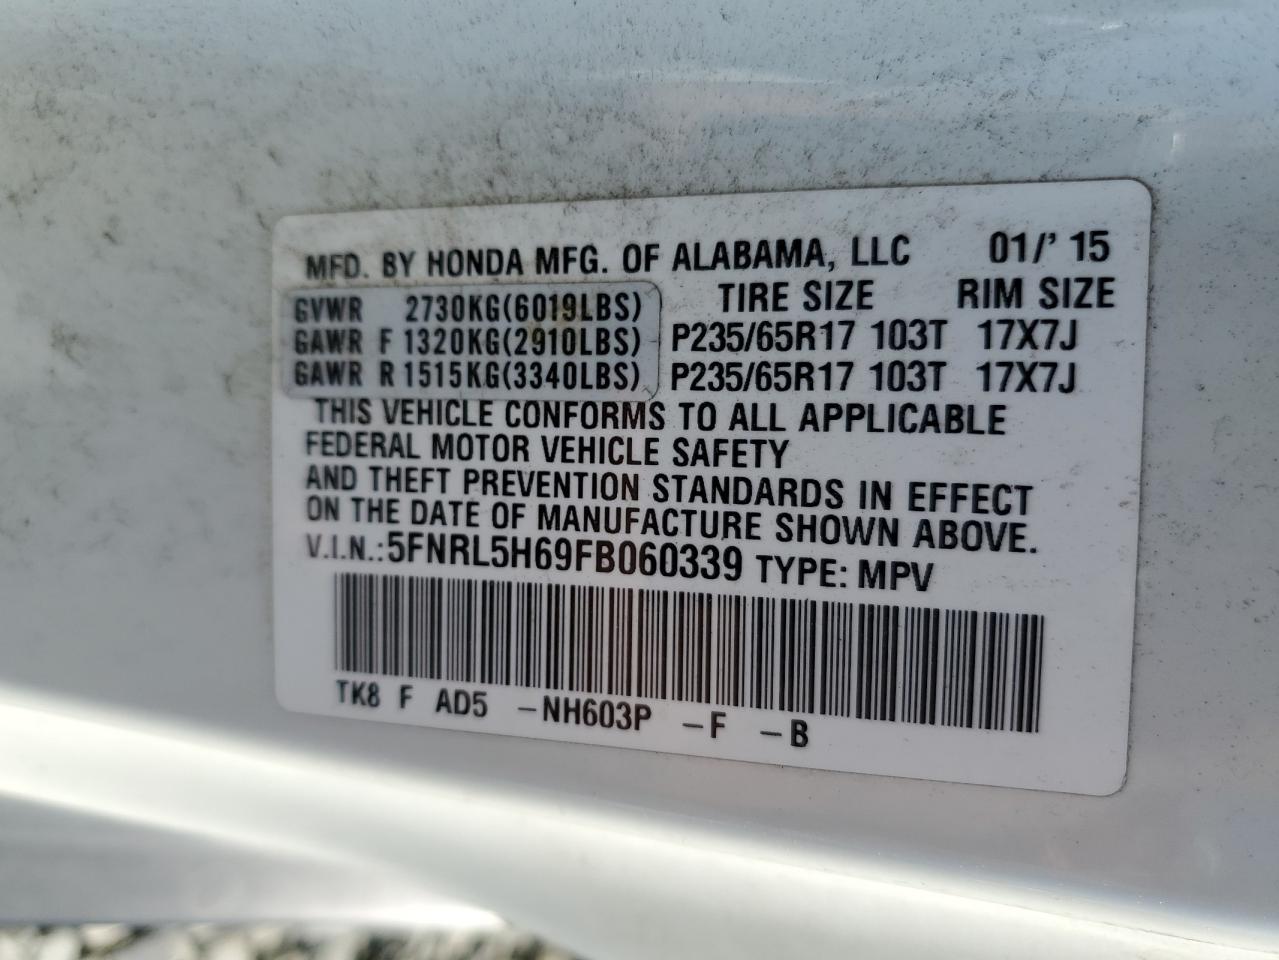 MFD. BY HONDA MFG. OF ALABAMA, LLC 01/' 15
GVWR 2730KG(6019LBS) TIRE SIZE RIM SIZE
GAWR F 1320KG(2910LBS) P235/65R17 103T 17X7J
GAWR R 1515KG(3340LBS) P235/65R17 103T 17X7J
THIS VEHICLE CONFORMS TO ALL APPLICABLE
FEDERAL MOTOR VEHICLE SAFETY
AND THEFT PREVENTION STANDARDS IN EFFECT
ON THE DATE OF MANUFACTURE SHOWN ABOVE.
V.I.N.: 5FNRL5H69FB060339 TYPE: MPV
TK8 F AD5 -NH603P -F -B